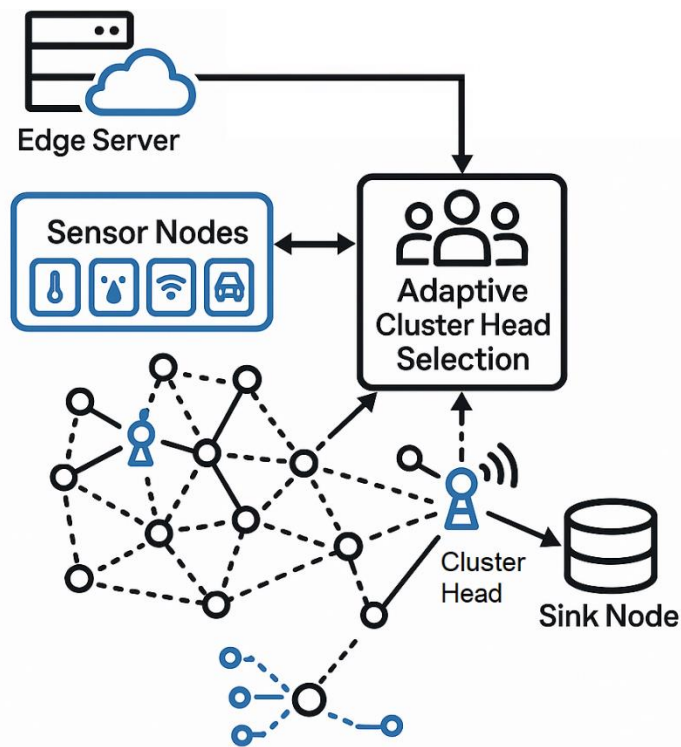 Edge Server
Sensor Nodes
Adaptive
Cluster Head
Selection
Cluster
Head
Sink Node